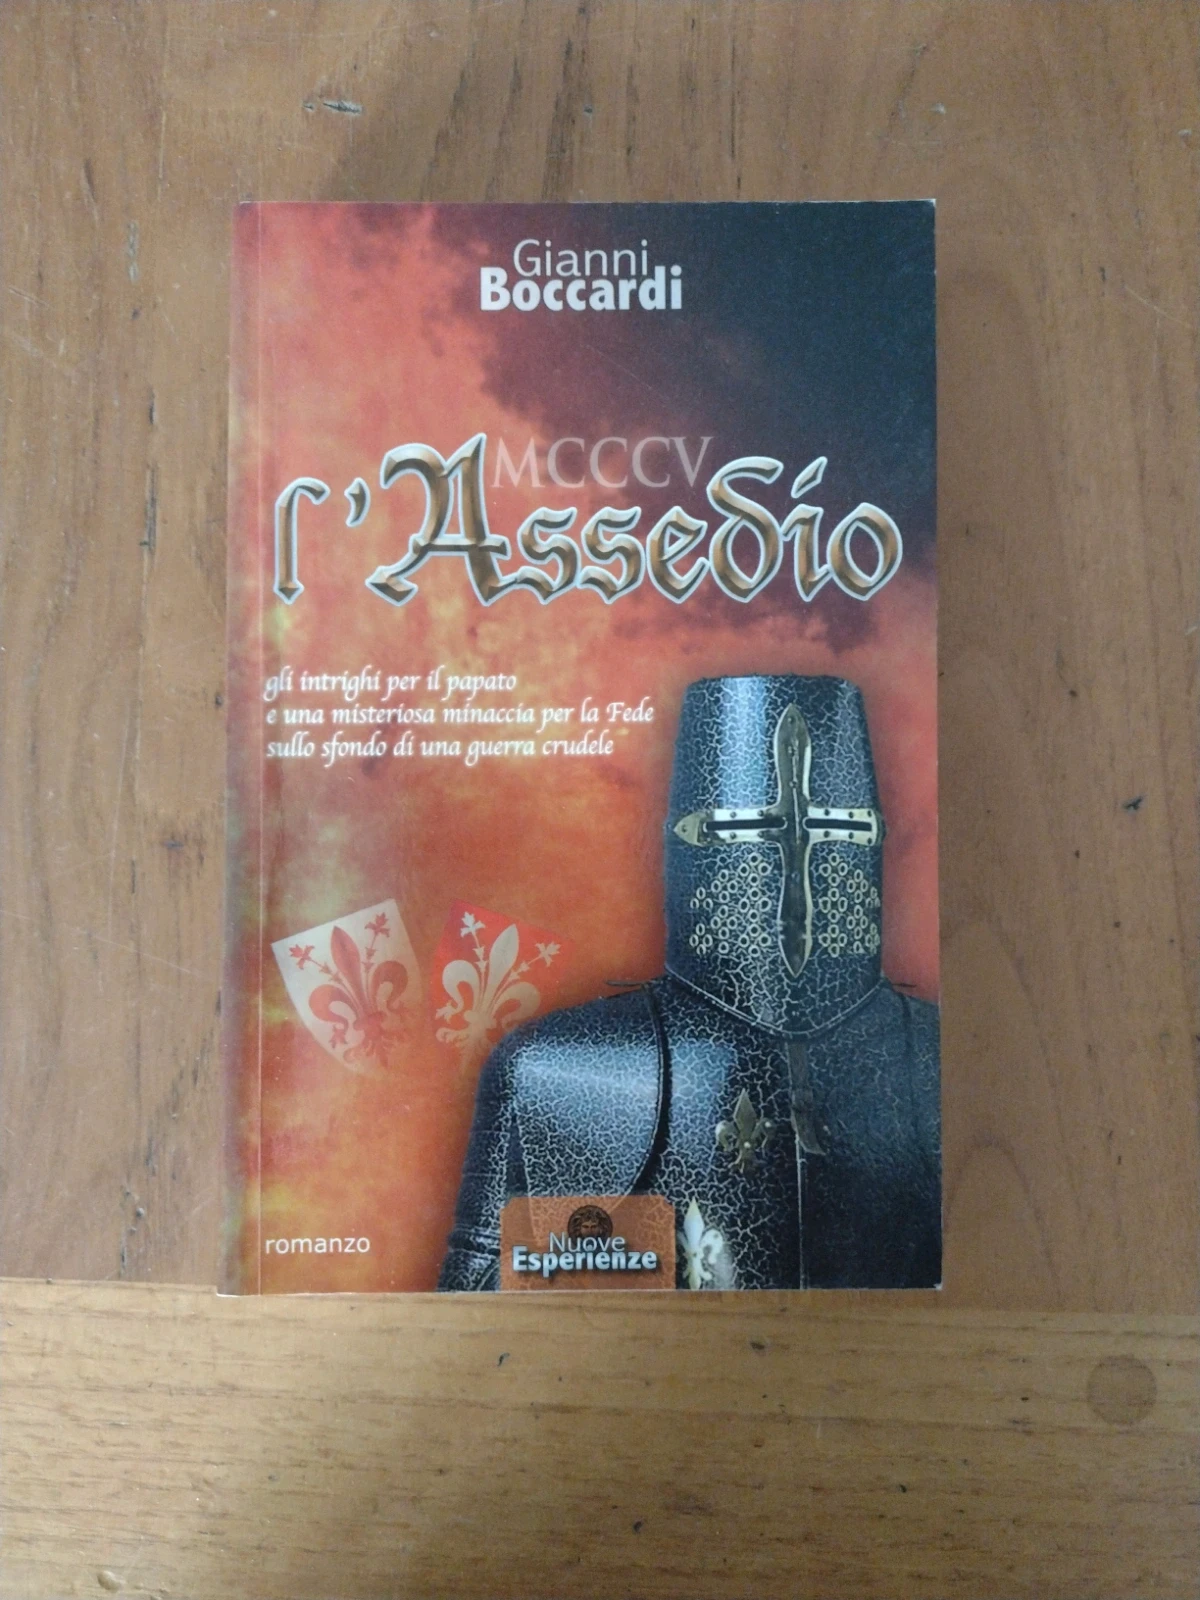 Gianni
Boccardi
MCCCV
l'Assedio
gli intrighi per il papato
e una misteriosa minaccia per la Fede
sullo sfondo di una guerra crudele
romanzo
Nuove
Esperienze